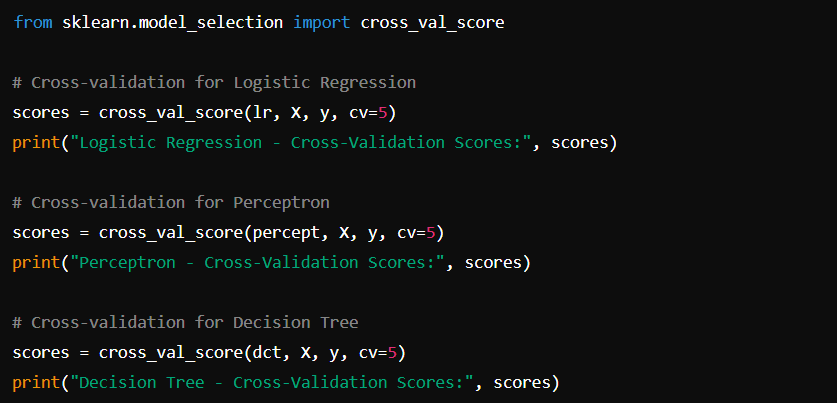 from sklearn.model_selection import cross_val_score
# Cross-validation for Logistic Regression
scores = cross_val_score(lr, X, y, cv=5)
print("Logistic Regression - Cross-Validation Scores:", scores)
# Cross-validation for Perceptron
scores = cross_val_score(percept, X, y, cv=5)
print("Perceptron - Cross-Validation Scores:", scores)
# Cross-validation for Decision Tree
scores = cross_val_score(dct, X, y, cv=5)
print("Decision Tree - Cross-Validation Scores:", scores)